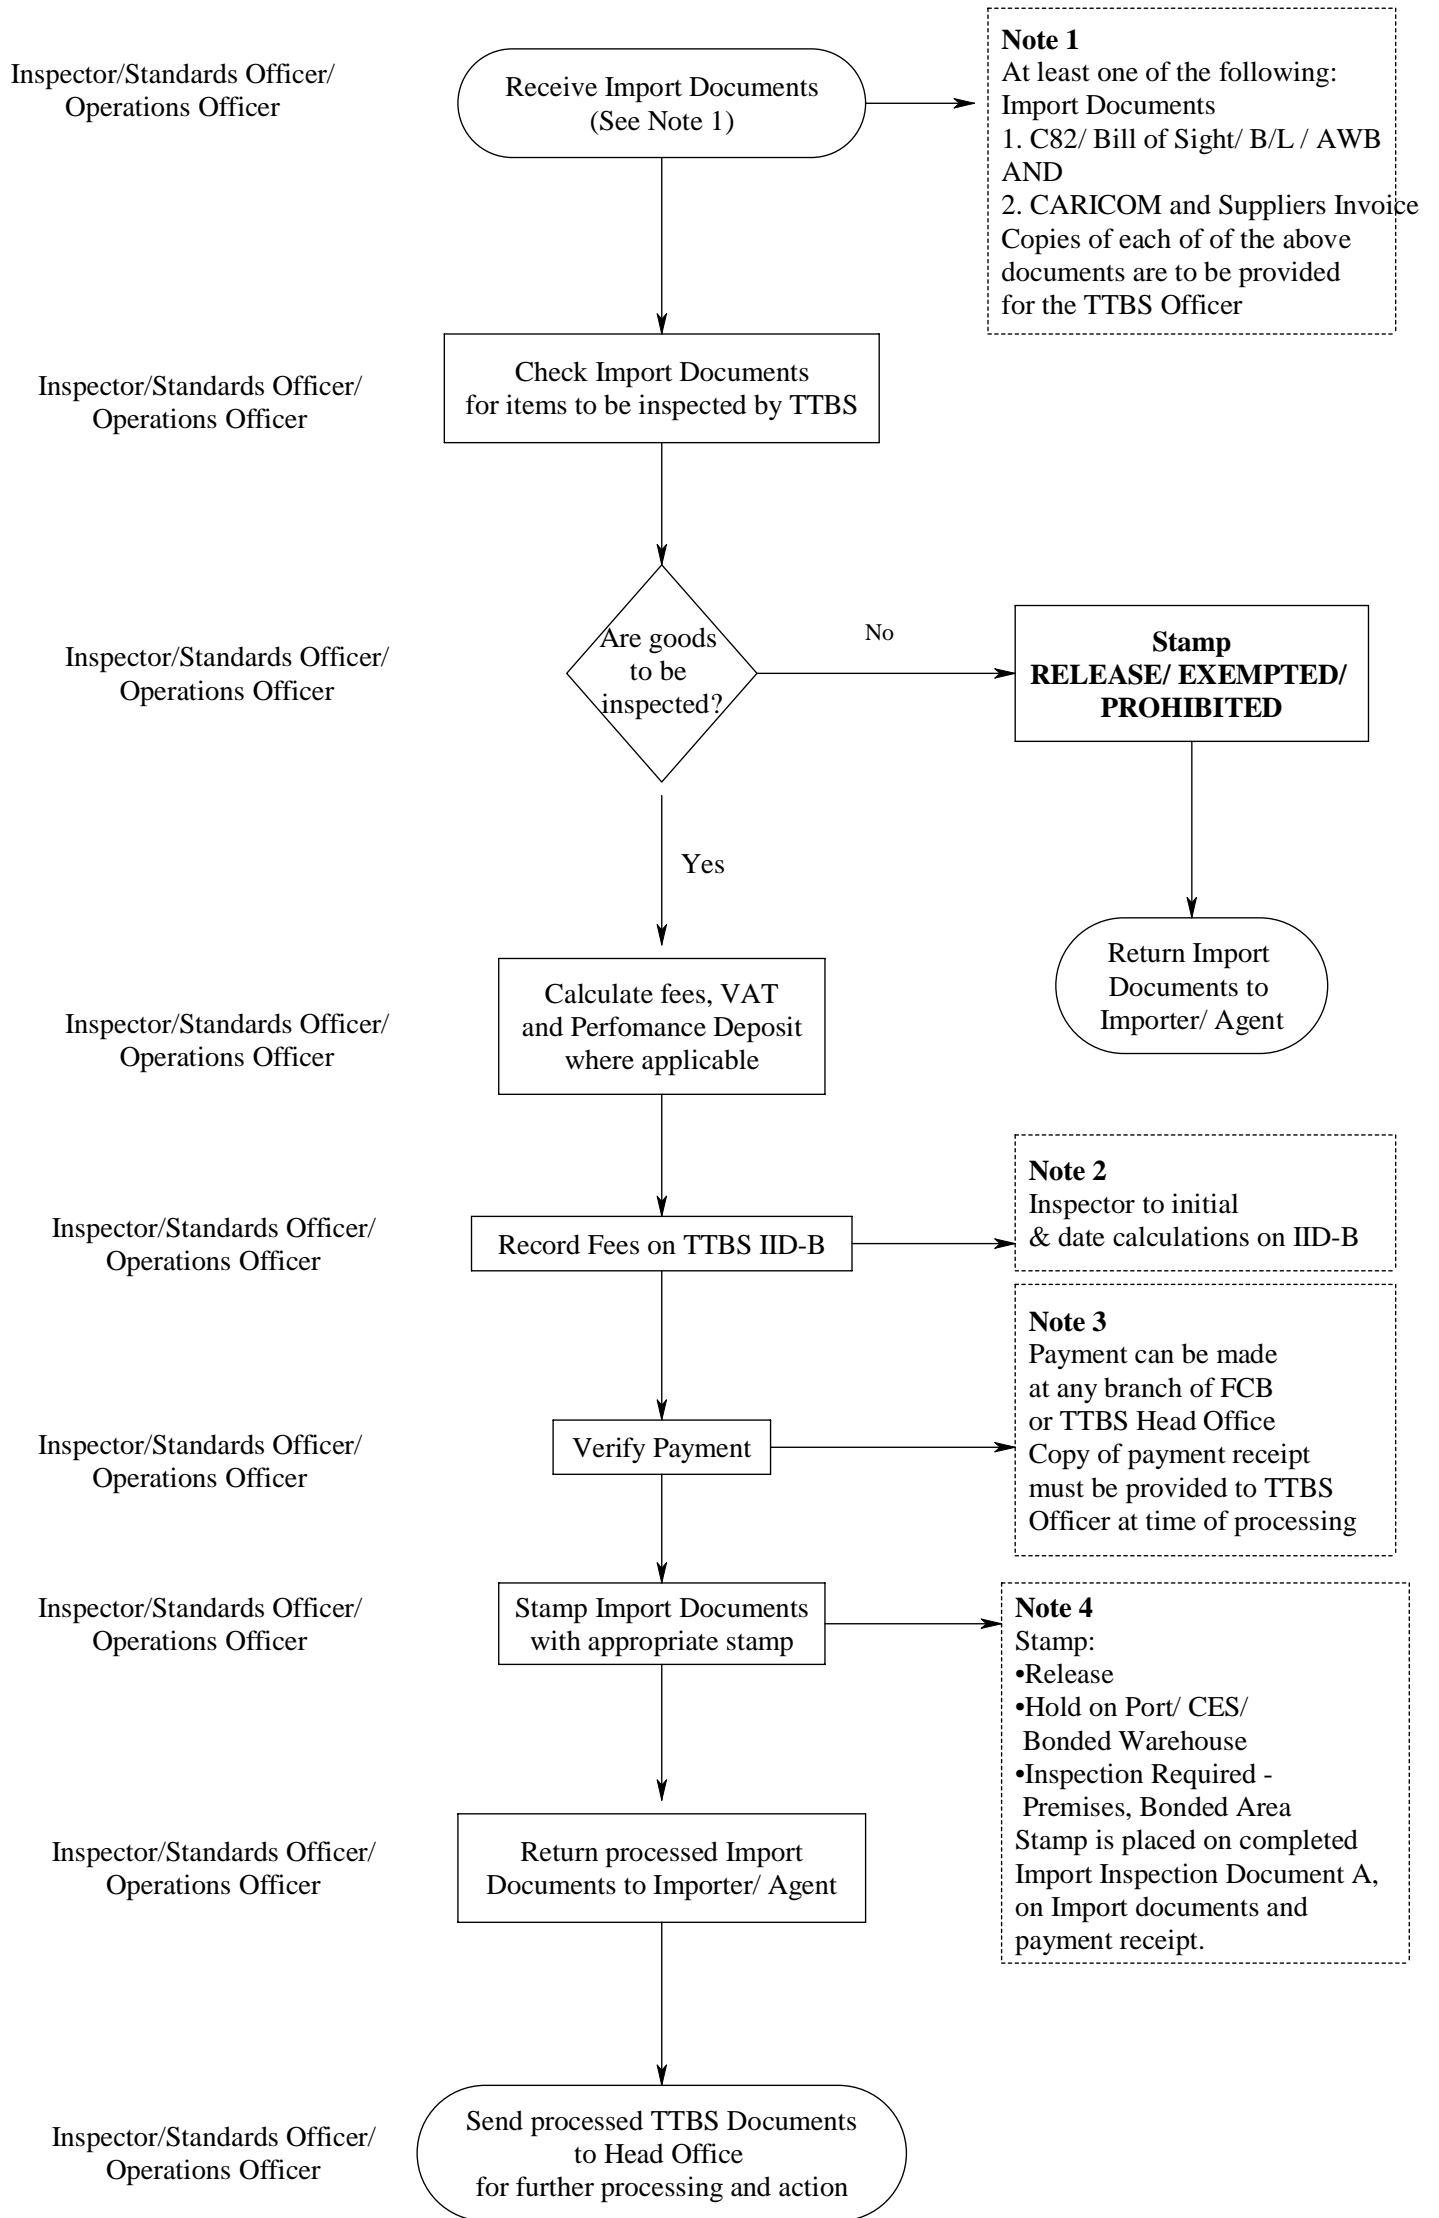 Inspector/Standards Officer/
Operations Officer
Receive Import Documents
(See Note 1)
Note 1
At least one of the following:
Import Documents
1. C82/ Bill of Sight/ B/L / AWB
AND
2. CARICOM and Suppliers Invoice
Copies of each of of the above
documents are to be provided
for the TTBS Officer
Inspector/Standards Officer/
Operations Officer
Check Import Documents
for items to be inspected by TTBS
Inspector/Standards Officer/
Operations Officer
Are goods
to be
inspected?
No
Stamp
RELEASE/ EXEMPTED/
PROHIBITED
Yes
Return Import
Documents to
Importer/ Agent
Inspector/Standards Officer/
Operations Officer
Calculate fees, VAT
and Perfomance Deposit
where applicable
Inspector/Standards Officer/
Operations Officer
Record Fees on TTBS IID-B
Note 2
Inspector to initial
& date calculations on IID-B
Inspector/Standards Officer/
Operations Officer
Verify Payment
Note 3
Payment can be made
at any branch of FCB
or TTBS Head Office
Copy of payment receipt
must be provided to TTBS
Officer at time of processing
Inspector/Standards Officer/
Operations Officer
Stamp Import Documents
with appropriate stamp
Note 4
Stamp:
•Release
•Hold on Port/ CES/
Bonded Warehouse
•Inspection Required -
Premises, Bonded Area
Stamp is placed on completed
Import Inspection Document A,
on Import documents and
payment receipt.
Inspector/Standards Officer/
Operations Officer
Return processed Import
Documents to Importer/ Agent
Inspector/Standards Officer/
Operations Officer
Send processed TTBS Documents
to Head Office
for further processing and action